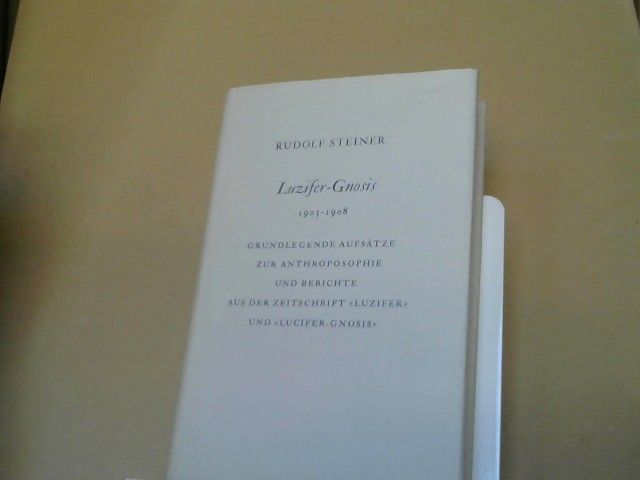 RUDOLF STEINER
Luzifer-Gnosis
1903-1908
GRUNDLEGENDE AUFSÄTZE
ZUR ANTHROPOSOPHIE
UND BERICHTE
AUS DER ZEITSCHRIFT «LUZIFER»
UND «LUCIFER-GNOSIS»